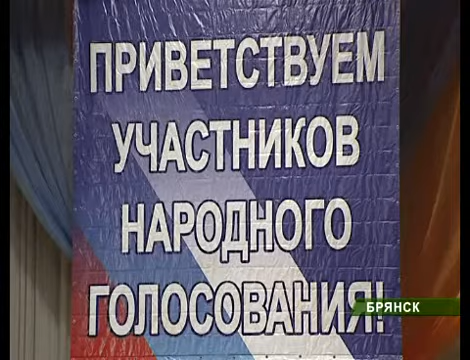 ПРИВЕТСТВУЕМ
УЧАСТНИКОВ
НАРОДНОГО
ГОЛОСОВАНИЯ!
БРЯНСК